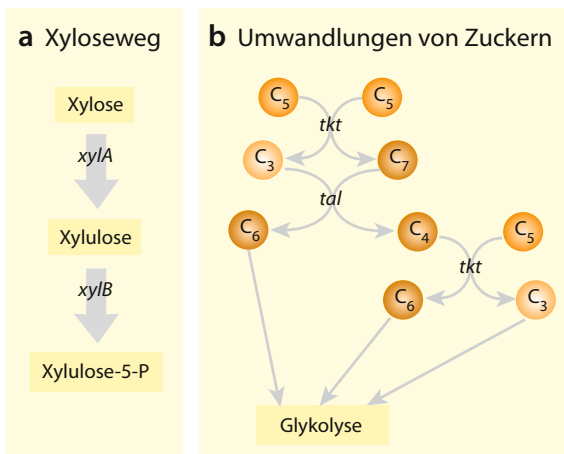 a Xyloseweg
Xylose
xylA
Xylulose
xylB
Xylulose-5-P
b Umwandlungen von Zuckern
C5 C5
tkt
C3 C7
tal
C6 C4 C5
tkt
C6 C3
Glykolyse